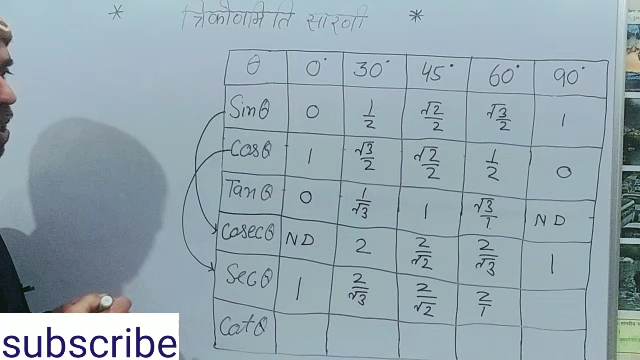 * त्रिकोणमिति सारणी *
θ 0° 30° 45° 60° 90°
Sinθ 0 1/2 √2/2 √3/2 1
cosθ 1 √3/2 √2/2 1/2 0
Tanθ 0 1/√3 1 √3/1 ND
cosecθ ND 2 2/√2 2/√3 1
Secθ 1 2/√3 2/√2 2/1
Catθ
subscribe